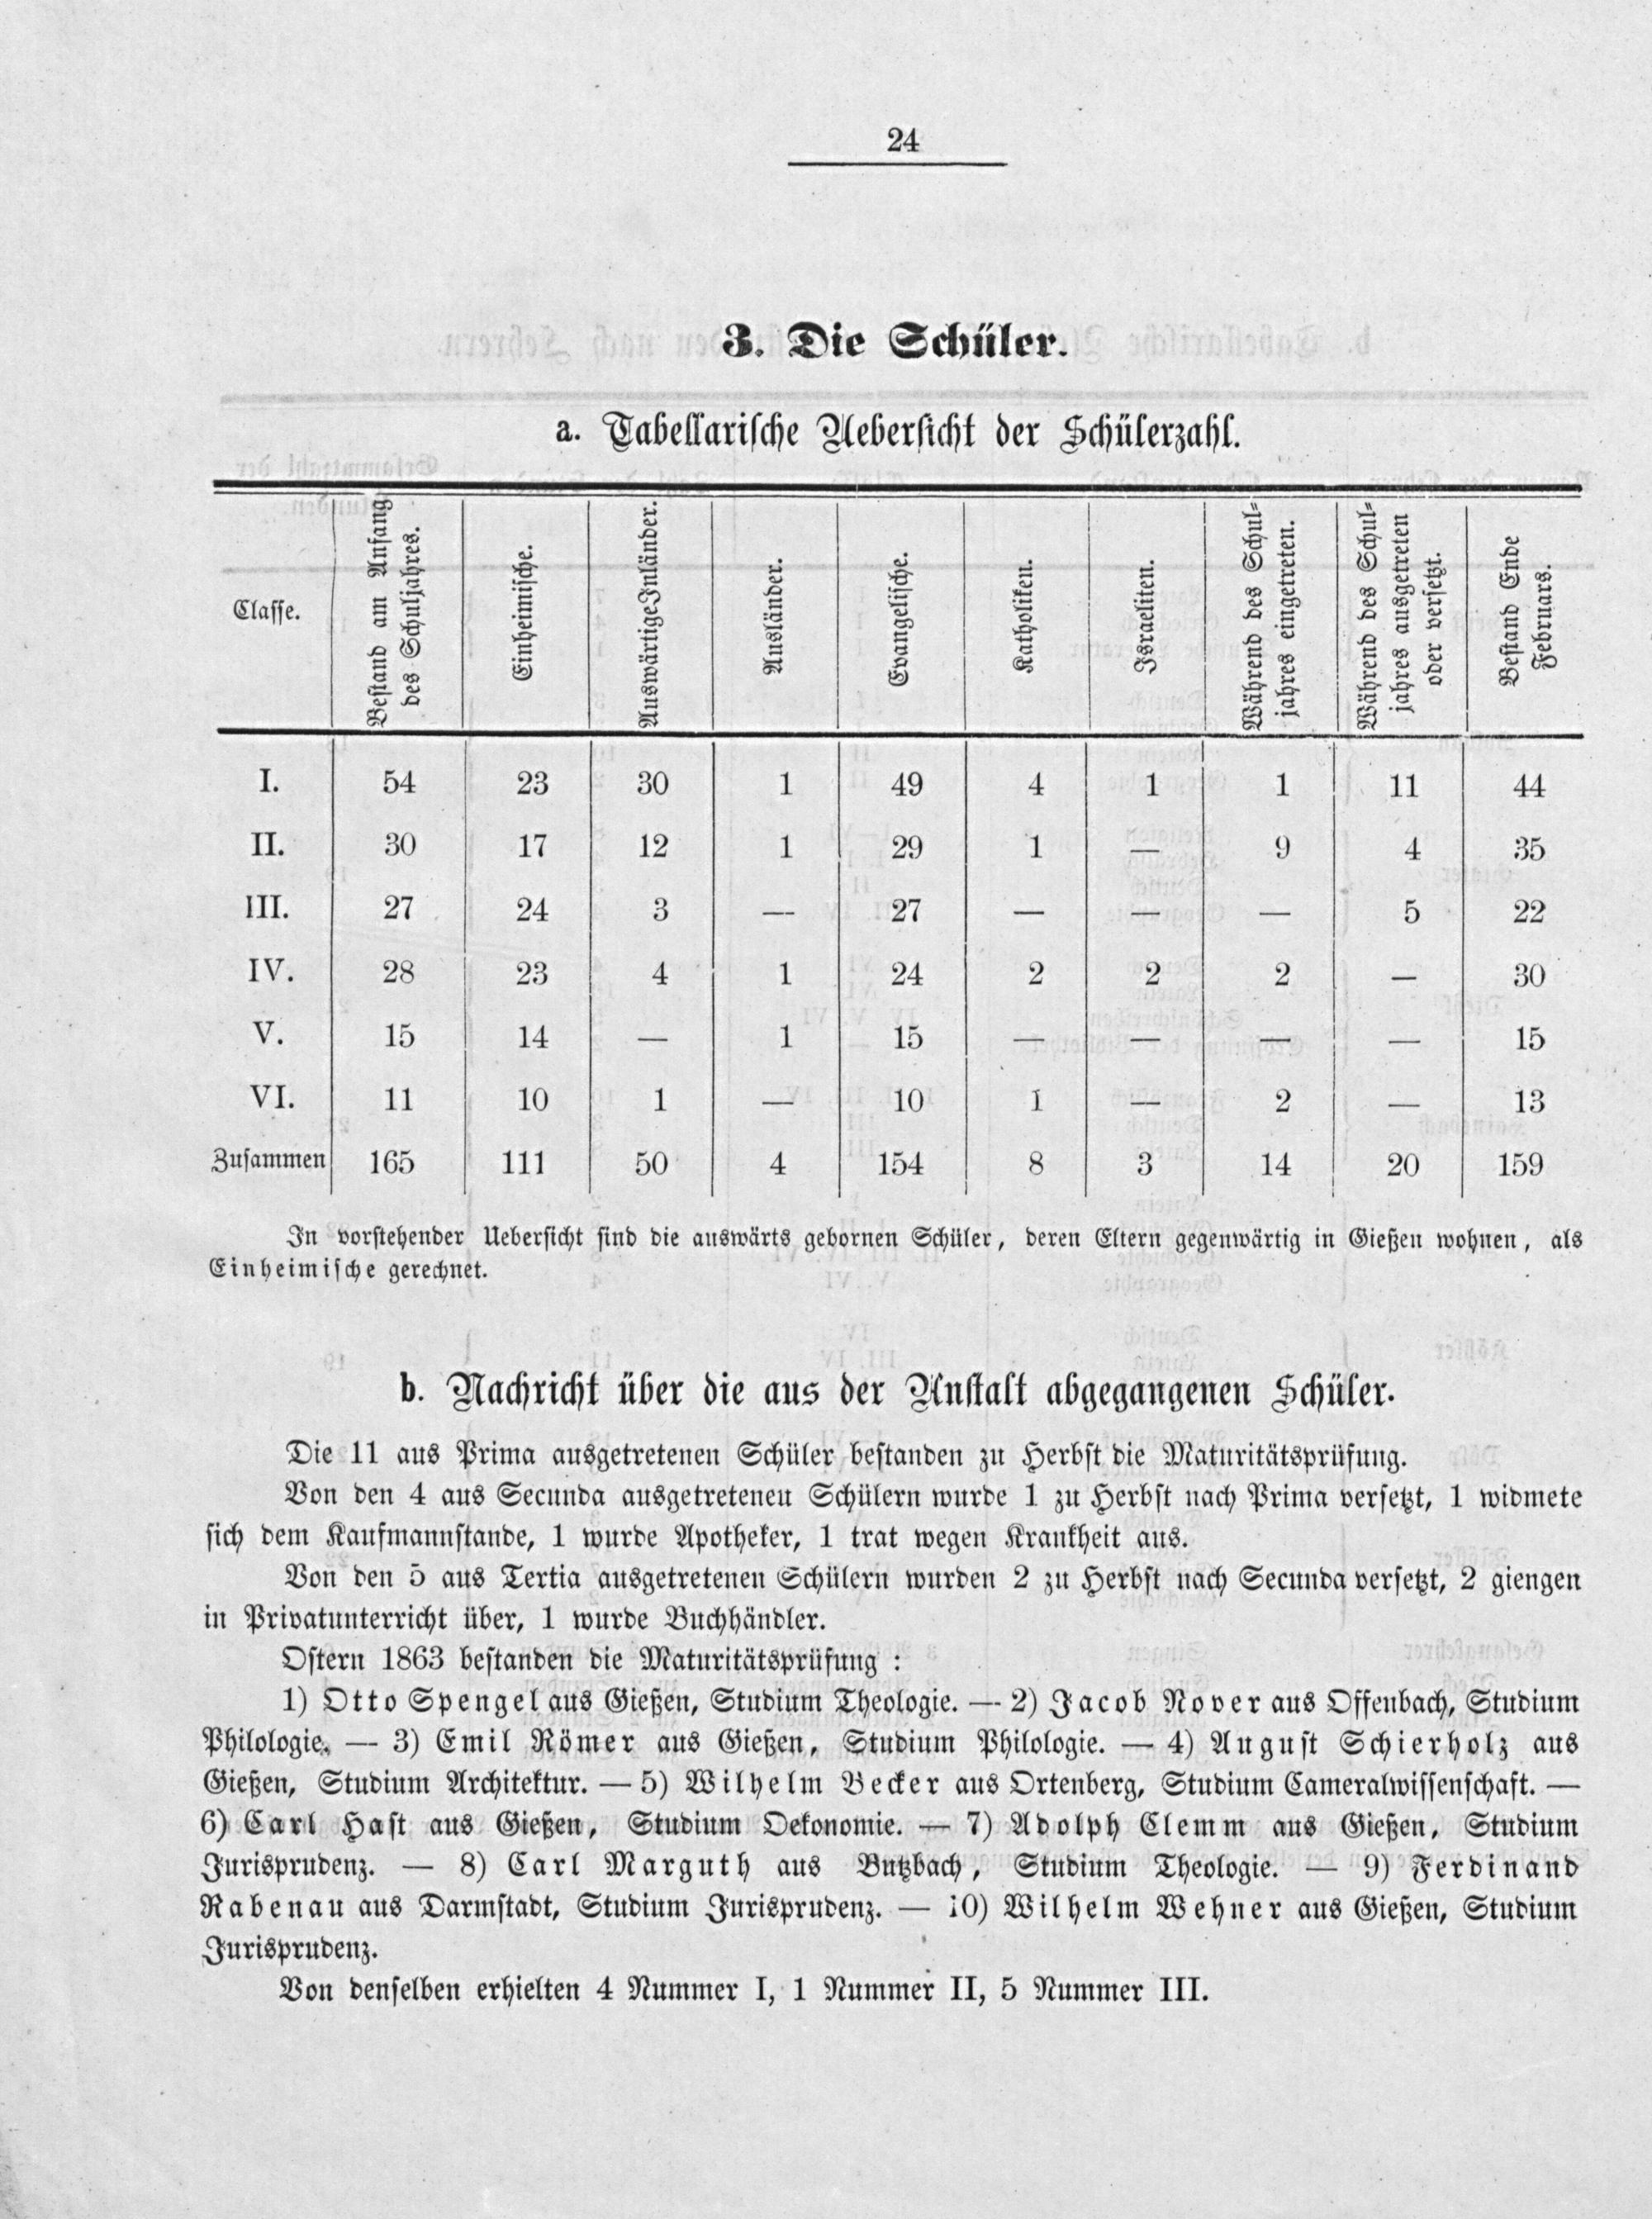 24
3. Die Schüler.
a. Tabellarische Uebersicht der Schülerzahl.
Classe. Bestand am Anfang des Schuljahres. Einheimische. Auswärtige Inländer. Ausländer. Evangelische. Katholiken. Israeliten. Während des Schul-jahres eingetreten. Während des Schul-jahres ausgetreten oder versetzt. Bestand Ende Februars.
I. 54 23 30 1 49 4 1 1 11 44
II. 30 17 12 1 29 1 — 9 4 35
III. 27 24 3 — 27 — — — 5 22
IV. 28 23 4 1 24 2 2 2 — 30
V. 15 14 — 1 15 — — — — 15
VI. 11 10 1 — 10 1 — 2 — 13
Zusammen 165 111 50 4 154 8 3 14 20 159
In vorstehender Uebersicht sind die auswärts gebornen Schüler, deren Eltern gegenwärtig in Gießen wohnen, als
Einheimische gerechnet.
b. Nachricht über die aus der Anstalt abgegangenen Schüler.
Die 11 aus Prima ausgetretenen Schüler bestanden zu Herbst die Maturitätsprüfung.
Von den 4 aus Secunda ausgetretenen Schülern wurde 1 zu Herbst nach Prima versetzt, 1 widmete
sich dem Kaufmannstande, 1 wurde Apotheker, 1 trat wegen Krankheit aus.
Von den 5 aus Tertia ausgetretenen Schülern wurden 2 zu Herbst nach Secunda versetzt, 2 giengen
in Privatunterricht über, 1 wurde Buchhändler.
Ostern 1863 bestanden die Maturitätsprüfung :
1) Otto Spengel aus Gießen, Studium Theologie. — 2) Jacob Nover aus Offenbach, Studium
Philologie. — 3) Emil Römer aus Gießen, Studium Philologie. — 4) August Schierholz aus
Gießen, Studium Architektur. — 5) Wilhelm Becker aus Ortenberg, Studium Cameralwissenschaft. —
6) Carl Hast aus Gießen, Studium Oekonomie. — 7) Adolph Clemm aus Gießen, Studium
Jurisprudenz. — 8) Carl Marguth aus Butzbach, Studium Theologie. — 9) Ferdinand
Rabenau aus Darmstadt, Studium Jurisprudenz. — 10) Wilhelm Wehner aus Gießen, Studium
Jurisprudenz.
Von denselben erhielten 4 Nummer I, 1 Nummer II, 5 Nummer III.